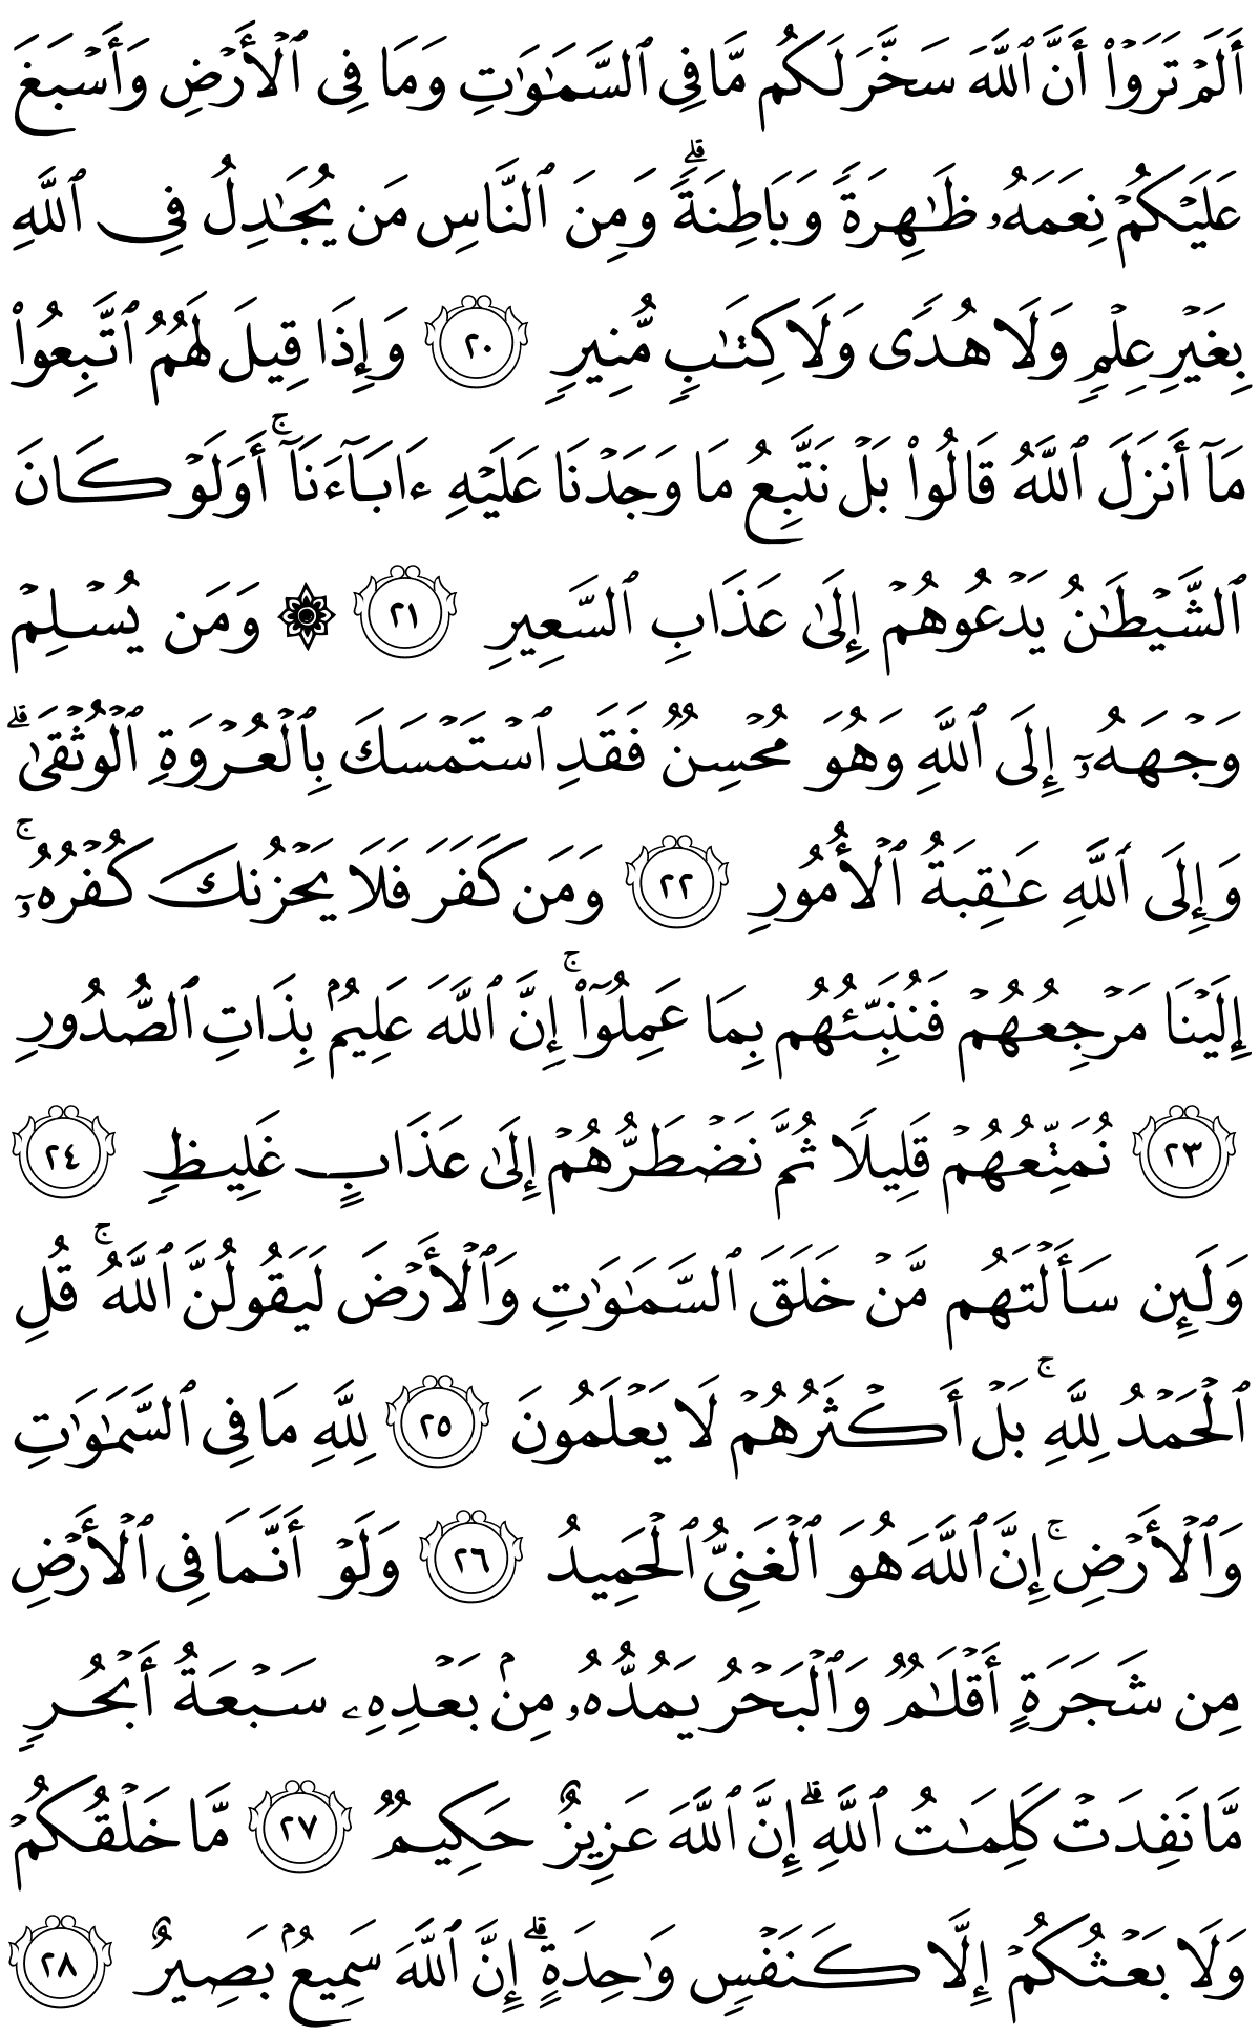 أَلَمْ تَرَوْا۟ أَنَّ ٱللَّهَ سَخَّرَ لَكُم مَّا فِى ٱلسَّمَـٰوَٰتِ وَمَا فِى ٱلْأَرْضِ وَأَسْبَغَ
عَلَيْكُمْ نِعَمَهُۥ ظَـٰهِرَةً وَبَاطِنَةً ۗ وَمِنَ ٱلنَّاسِ مَن يُجَـٰدِلُ فِى ٱللَّهِ
بِغَيْرِ عِلْمٍ وَلَا هُدًى وَلَا كِتَـٰبٍ مُّنِيرٍ ٢٠ وَإِذَا قِيلَ لَهُمُ ٱتَّبِعُوا۟
مَآ أَنزَلَ ٱللَّهُ قَالُوا۟ بَلْ نَتَّبِعُ مَا وَجَدْنَا عَلَيْهِ ءَابَآءَنَآ ۚ أَوَلَوْ كَانَ
ٱلشَّيْطَـٰنُ يَدْعُوهُمْ إِلَىٰ عَذَابِ ٱلسَّعِيرِ ٢١ ۞ وَمَن يُسْلِمْ
وَجْهَهُۥٓ إِلَى ٱللَّهِ وَهُوَ مُحْسِنٌ فَقَدِ ٱسْتَمْسَكَ بِٱلْعُرْوَةِ ٱلْوُثْقَىٰ ۗ
وَإِلَى ٱللَّهِ عَـٰقِبَةُ ٱلْأُمُورِ ٢٢ وَمَن كَفَرَ فَلَا يَحْزُنكَ كُفْرُهُۥٓ ۚ
إِلَيْنَا مَرْجِعُهُمْ فَنُنَبِّئُهُم بِمَا عَمِلُوٓا۟ ۚ إِنَّ ٱللَّهَ عَلِيمٌۢ بِذَاتِ ٱلصُّدُورِ
٢٣ نُمَتِّعُهُمْ قَلِيلًا ثُمَّ نَضْطَرُّهُمْ إِلَىٰ عَذَابٍ غَلِيظٍ ٢٤
وَلَئِن سَأَلْتَهُم مَّنْ خَلَقَ ٱلسَّمَـٰوَٰتِ وَٱلْأَرْضَ لَيَقُولُنَّ ٱللَّهُ ۚ قُلِ
ٱلْحَمْدُ لِلَّهِ ۚ بَلْ أَكْثَرُهُمْ لَا يَعْلَمُونَ ٢٥ لِلَّهِ مَا فِى ٱلسَّمَـٰوَٰتِ
وَٱلْأَرْضِ ۚ إِنَّ ٱللَّهَ هُوَ ٱلْغَنِىُّ ٱلْحَمِيدُ ٢٦ وَلَوْ أَنَّمَا فِى ٱلْأَرْضِ
مِن شَجَرَةٍ أَقْلَـٰمٌ وَٱلْبَحْرُ يَمُدُّهُۥ مِنۢ بَعْدِهِۦ سَبْعَةُ أَبْحُرٍ
مَّا نَفِدَتْ كَلِمَـٰتُ ٱللَّهِ ۗ إِنَّ ٱللَّهَ عَزِيزٌ حَكِيمٌ ٢٧ مَّا خَلْقُكُمْ
وَلَا بَعْثُكُمْ إِلَّا كَنَفْسٍ وَٰحِدَةٍ ۗ إِنَّ ٱللَّهَ سَمِيعٌۢ بَصِيرٌ ٢٨